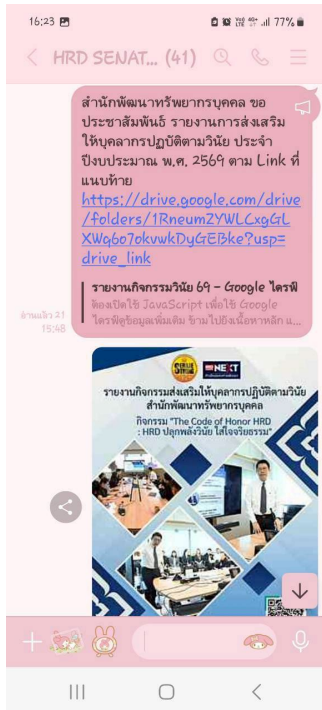 16:23
77%
HRD SENAT... (41)
สำนักพัฒนาทรัพยากรบุคคล ขอ
ประชาสัมพันธ์ รายงานการส่งเสริม
ให้บุคลากรปฏิบัติตามวินัย ประจำ
ปีงบประมาณ พ.ศ. 2569 ตาม Link ที่
แนบท้าย
https://drive.google.com/drive
/folders/1Rneum2YWLCxgGL
XWq6o7okvwkDyGEBke?usp=
drive_link
รายงานกิจกรรมวินัย 69 – Google ไดรฟ์
ต้องเปิดใช้ JavaScript เพื่อใช้ Google
ไดรฟ์ดูข้อมูลเพิ่มเติม ข้ามไปยังเนื้อหาหลัก แ...
อ่านแล้ว 21
15:48
NEXT
รายงานกิจกรรมส่งเสริมให้บุคลากรปฏิบัติตามวินัย
สำนักพัฒนาทรัพยากรบุคคล
กิจกรรม "The Code of Honor HRD
: HRD ปลุกพลังวินัย ใส่ใจจริยธรรม"